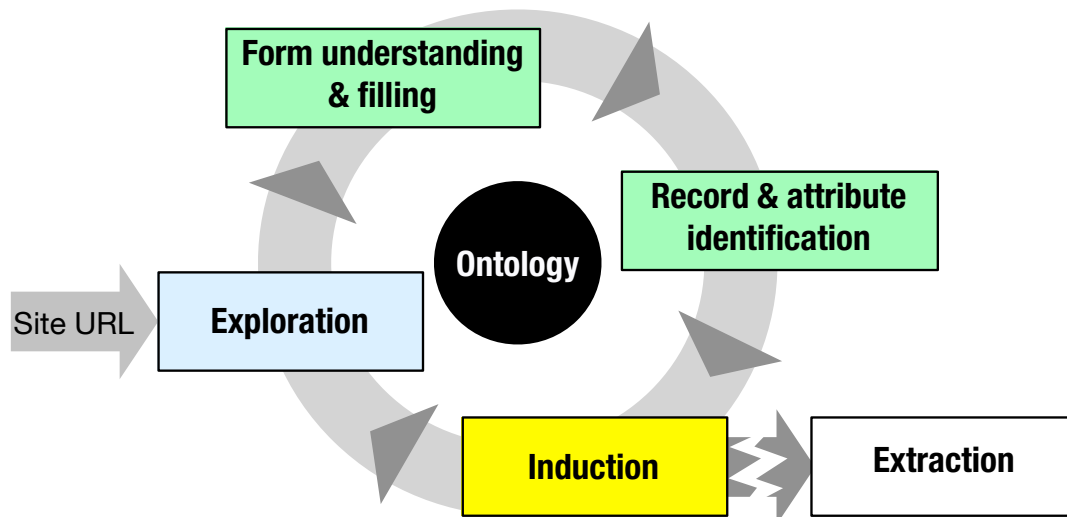 Form understanding
& filling
Record & attribute
identification
Ontology
Site URL
Exploration
Induction
Extraction